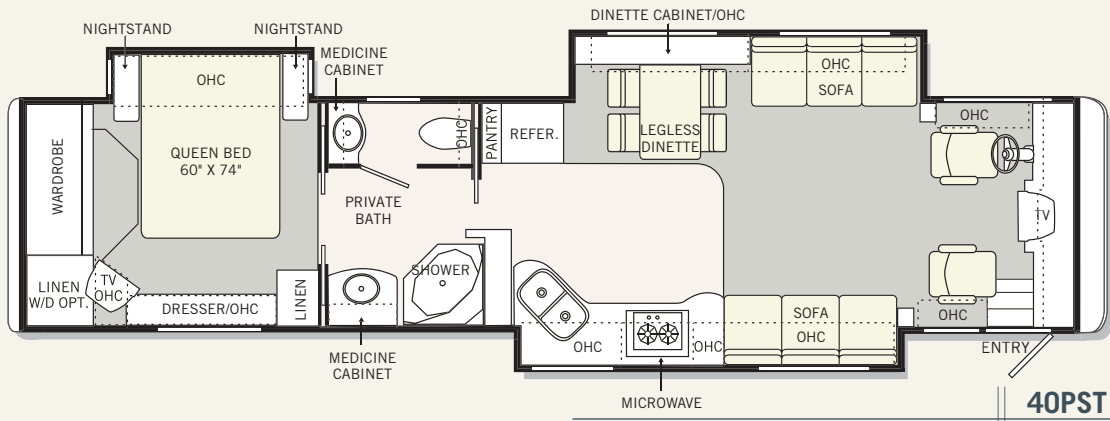 DINETTE CABINET/OHC
NIGHTSTAND
NIGHTSTAND
MEDICINE
CABINET
OHC
OHC
SOFA
WARDROBE
QUEEN BED
60" X 74"
OHC
PANTRY
REFER.
LEGLESS
DINETTE
OHC
PRIVATE
BATH
TV
LINEN
W/D OPT.
TV
OHC
DRESSER/OHC
LINEN
SHOWER
SOFA
OHC
OHC
OHC
OHC
ENTRY
MEDICINE
CABINET
MICROWAVE
40PST